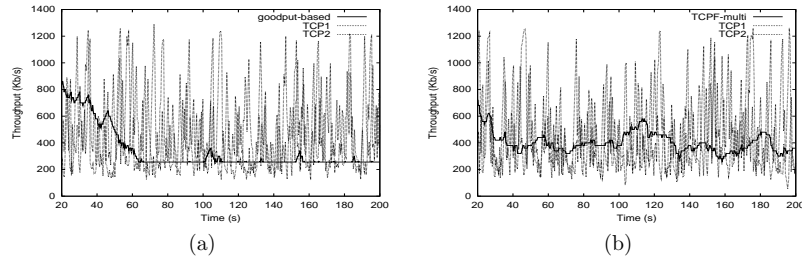 1400
1200
1000
800
600
400
200
0
20 40 60 80 100 120 140 160 180 200
Throughput (Kb/s)
Time (s)
goodput-based
TCP1
TCP2
(a)
1400
1200
1000
800
600
400
200
0
20 40 60 80 100 120 140 160 180 200
Throughput (Kb/s)
Time (s)
TCPF-multi
TCP1
TCP2
(b)